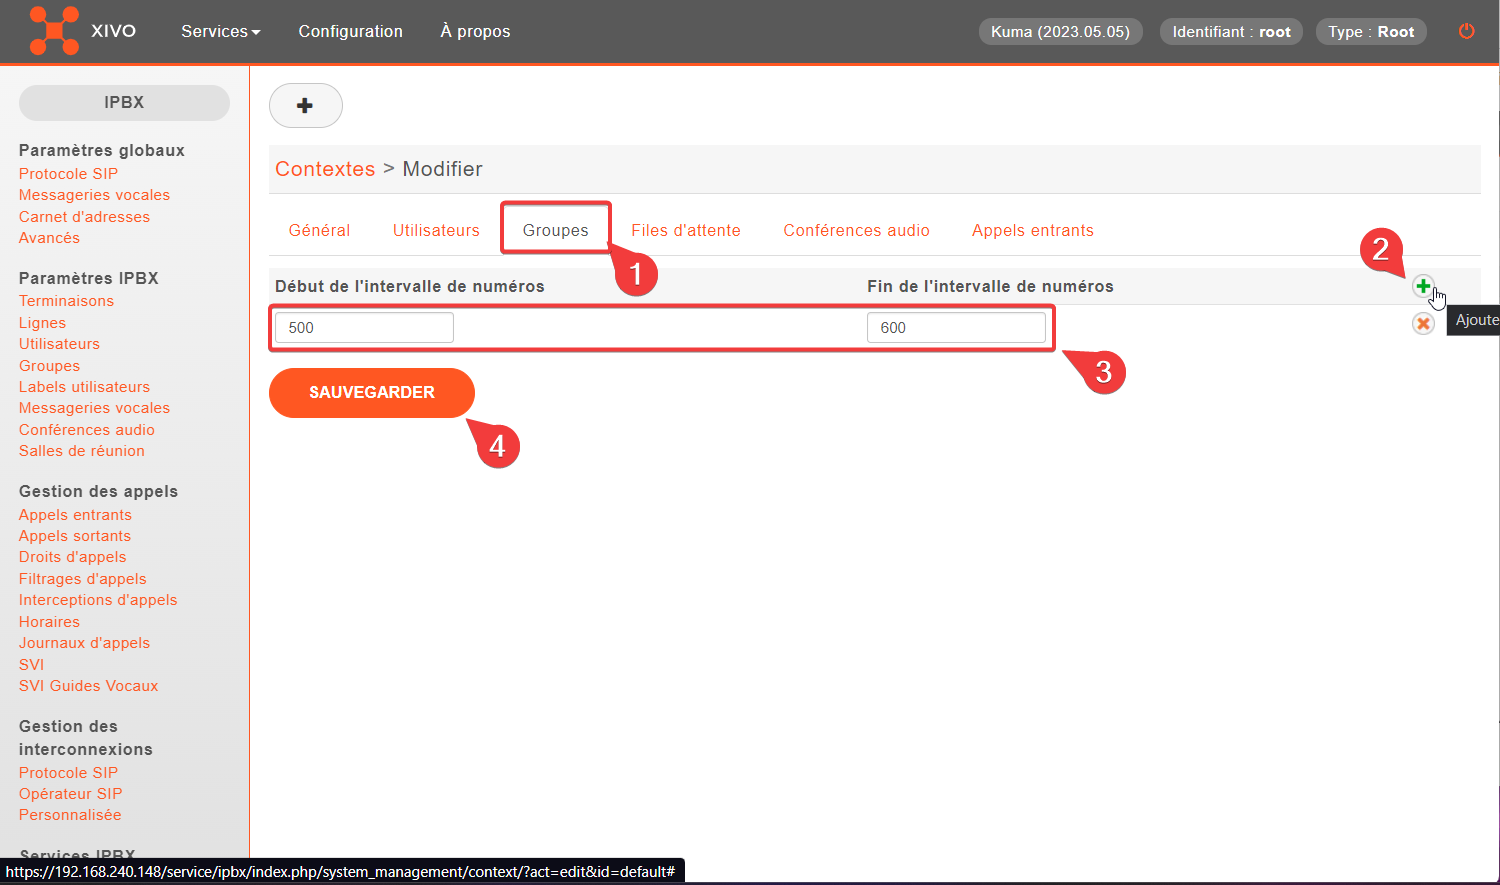 XIVO
Services
Configuration
À propos
Kuma (2023.05.05)
Identifiant : root
Type : Root
IPBX
Paramètres globaux
Protocole SIP
Messageries vocales
Carnet d'adresses
Avancés
Paramètres IPBX
Terminaisons
Lignes
Utilisateurs
Groupes
Labels utilisateurs
Messageries vocales
Conférences audio
Salles de réunion
Gestion des appels
Appels entrants
Appels sortants
Droits d'appels
Filtrages d'appels
Interceptions d'appels
Horaires
Journaux d'appels
SVI
SVI Guides Vocaux
Gestion des
interconnexions
Protocole SIP
Opérateur SIP
Personnalisée
Services IPBX
Contextes > Modifier
Général
Utilisateurs
Groupes
Files d'attente
Conférences audio
Appels entrants
1
2
Début de l'intervalle de numéros
Fin de l'intervalle de numéros
500
600
Ajoute
3
SAUVEGARDER
4
https://192.168.240.148/service/ipbx/index.php/system_management/context/?act=edit&id=default#